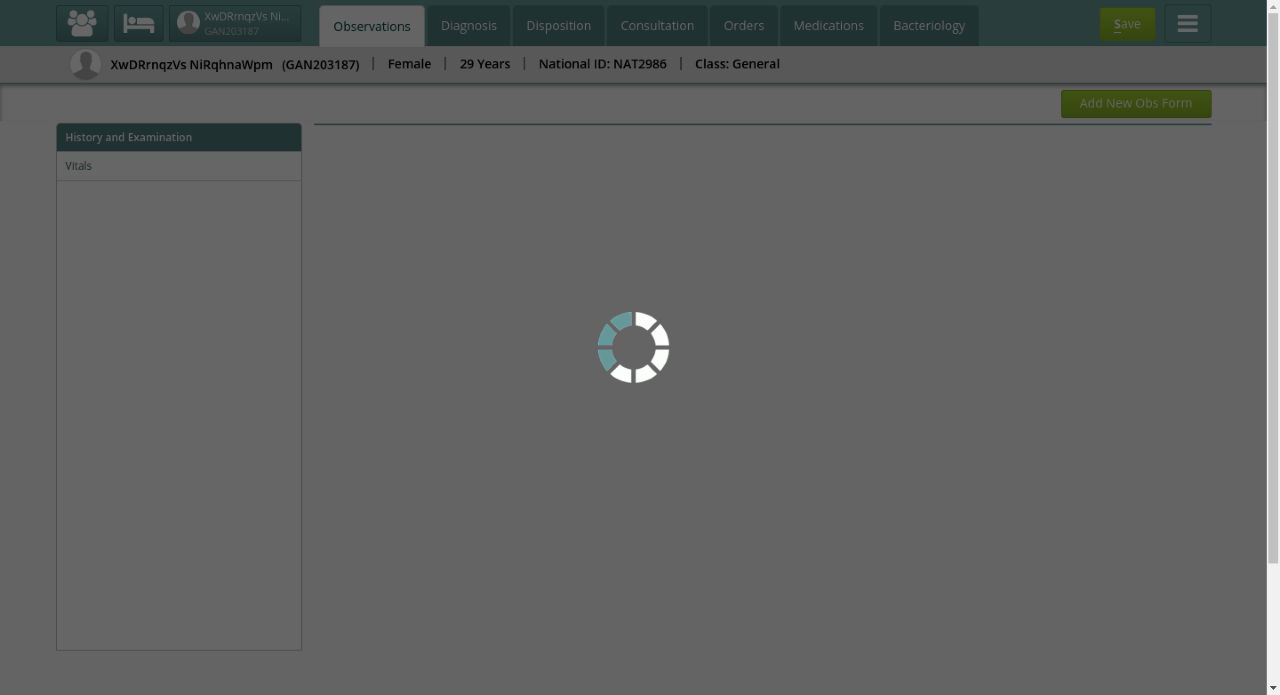 XwDRrnqzVs Ni...
GAN203187
Observations
Diagnosis
Disposition
Consultation
Orders
Medications
Bacteriology
Save
XwDRrnqzVs NiRqhnaWpm (GAN203187) | Female | 29 Years | National ID: NAT2986 | Class: General
Add New Obs Form
History and Examination
Vitals